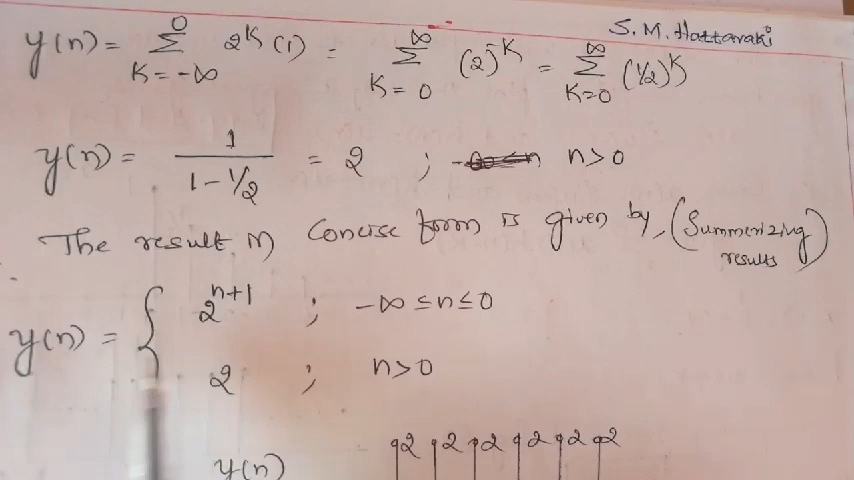 S.M.Hattaraki
y(n) = Σ_{K=-∞}^{0} 2^K (1) = Σ_{K=0}^{∞} (2)^{-K} = Σ_{K=0}^{∞} (1/2)^K
y(n) = 1/(1-1/2) = 2 ; n>0
The result in Concise form is given by, (Summerizing results)
y(n) = { 2^{n+1} ; -∞ ≤ n ≤ 0
2 ; n>0
2 2 2 2 2 2
y(n)